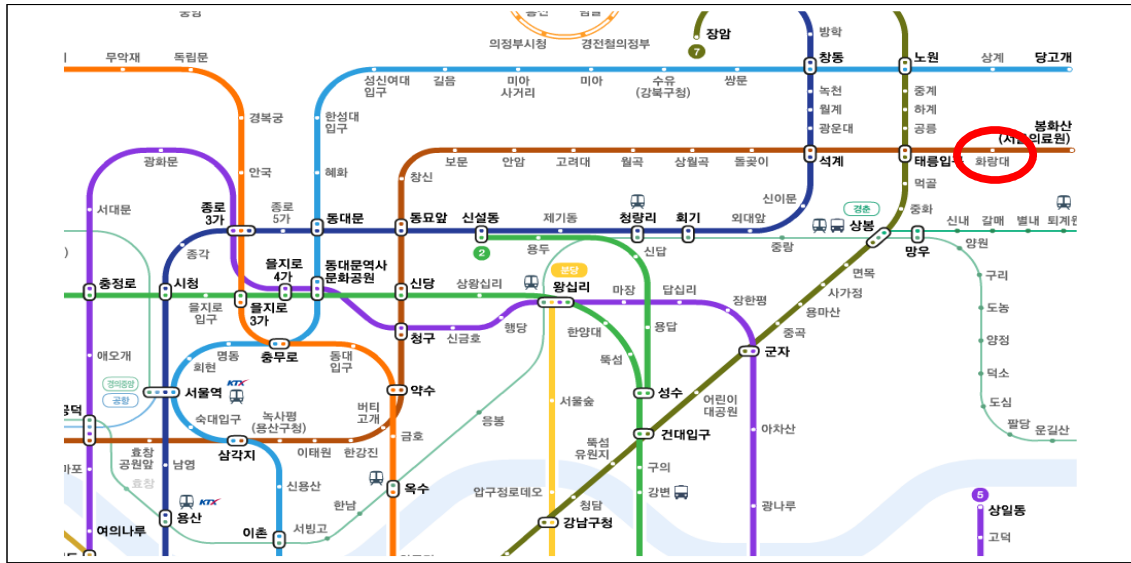 의정부시청
경전철의정부
장암
7
방학
무악재
독립문
성신여대
입구
길음
미아
사거리
미아
수유
(강북구청)
쌍문
창동
노원
상계
당고개
녹천
월계
광운대
중계
하계
공릉
봉화산
(서울의료원)
경복궁
한성대
입구
광화문
안국
혜화
창신
보문
안암
고려대
월곡
상월곡
돌곶이
석계
태릉입구
화랑대
먹골
서대문
종로
3가
종로
5가
동대문
동묘앞
신설동
제기동
청량리
회기
외대앞
신이문
중화
경춘
상봉
망우
신내
갈매
별내
퇴계원
양원
종각
2
용두
신답
중랑
충정로
시청
을지로
4가
동대문역사
문화공원
신당
상왕십리
분당
왕십리
마장
답십리
장한평
면목
사가정
용마산
중곡
구리
도농
양정
덕소
도심
팔당
운길산
을지로
입구
을지로
3가
청구
신금호
행당
한양대
뚝섬
용답
군자
애오개
회현
명동
충무로
동대
입구
약수
경의중앙
공항
서울역
KTX
성수
어린이
대공원
공덕
숙대입구
녹사평
(용산구청)
버티
고개
금호
응봉
서울숲
뚝섬
유원지
건대입구
아차산
효창
공원앞
남영
삼각지
이태원
한강진
마포
효창
신용산
한남
옥수
압구정로데오
청담
구의
강변
광나루
5
상일동
고덕
여의나루
용산
KTX
이촌
서빙고
강남구청